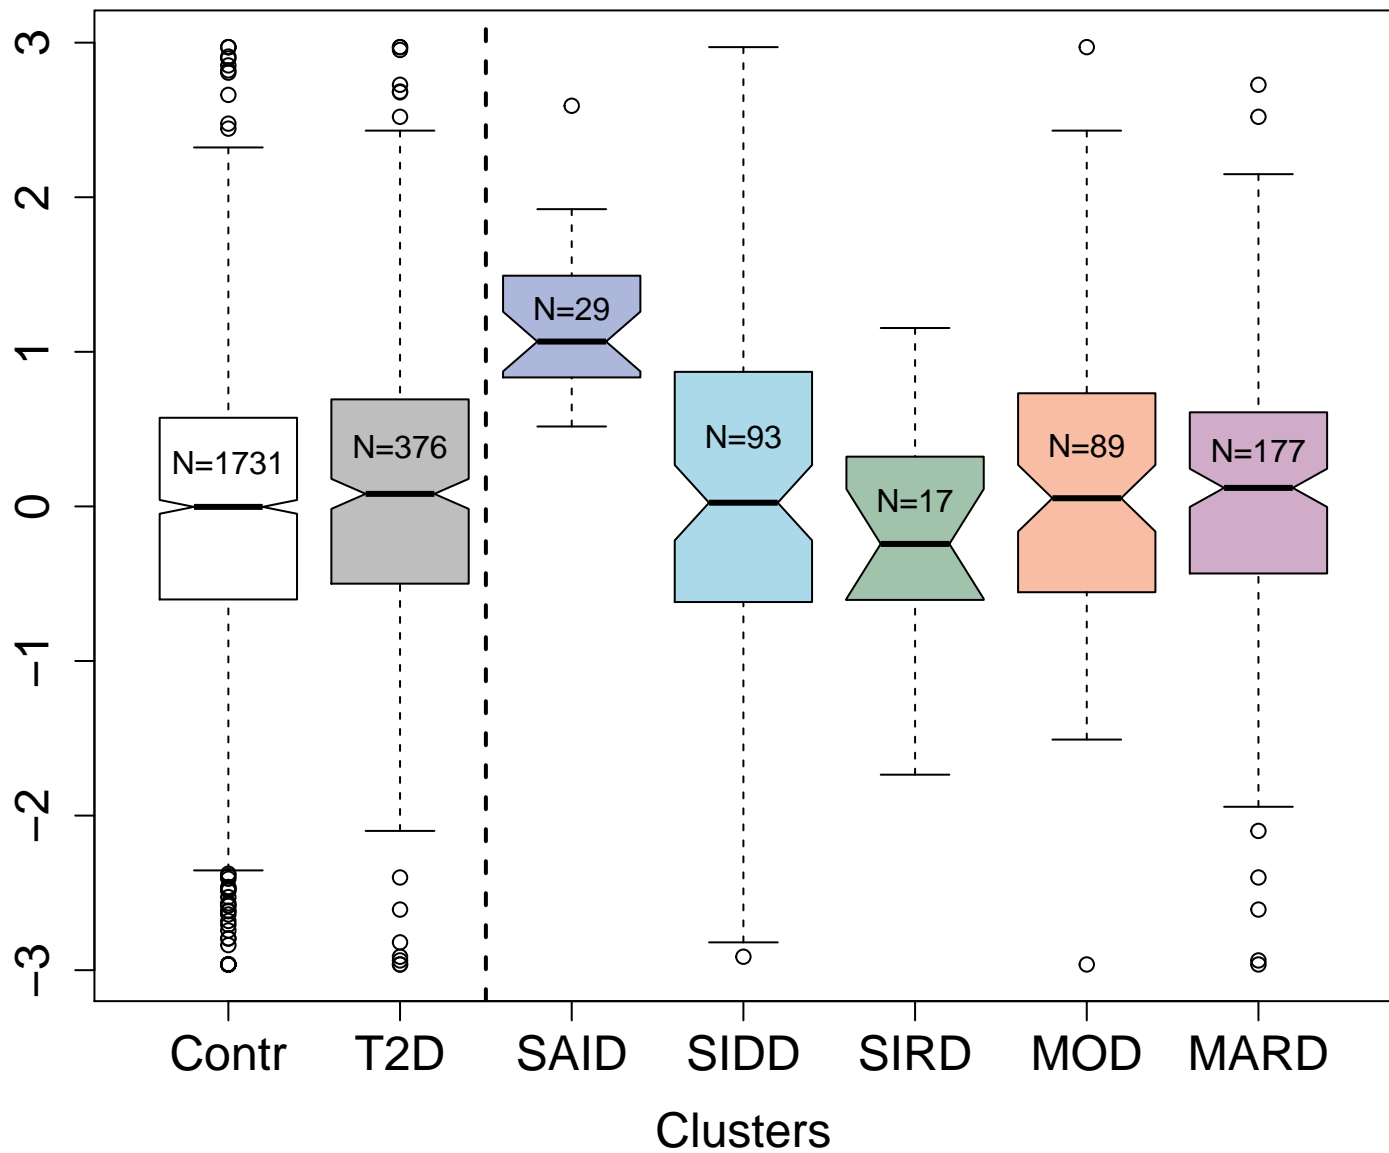 3
2
1
0
−1
−2
−3
N=1731
N=376
N=29
N=93
N=17
N=89
N=177
Contr T2D SAID SIDD SIRD MOD MARD
Clusters